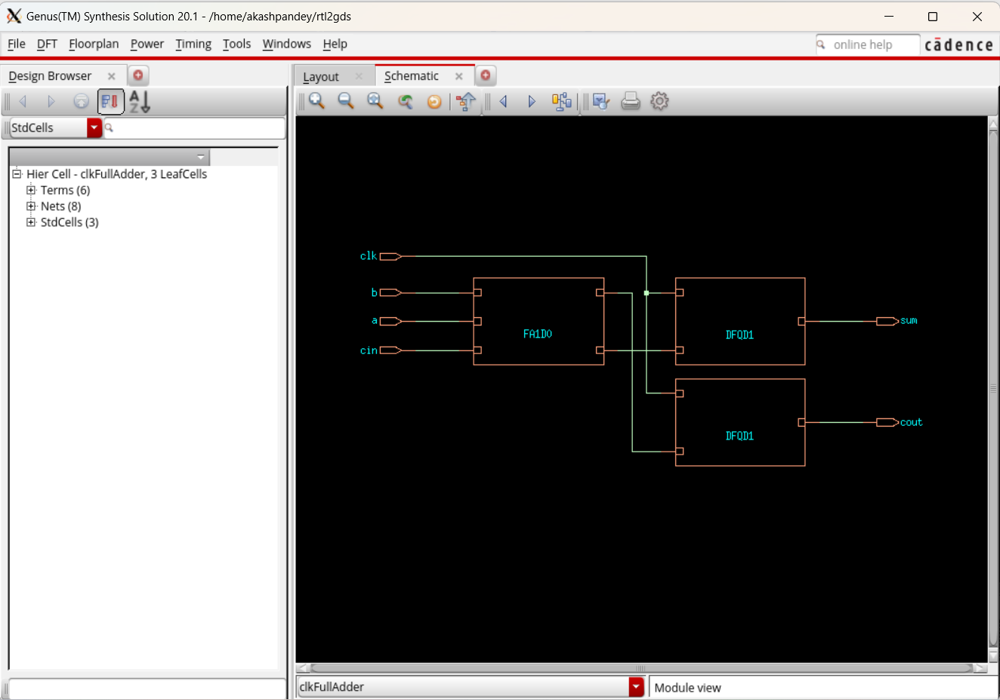 Genus(TM) Synthesis Solution 20.1 - /home/akashpandey/rtl2gds
File DFT Floorplan Power Timing Tools Windows Help
online help
cādence
Design Browser
Layout
Schematic
A
Z
StdCells
Hier Cell - clkFullAdder, 3 LeafCells
Terms (6)
Nets (8)
StdCells (3)
clk
b
a
cin
FA1D0
DFQD1
sum
DFQD1
cout
clkFullAdder
Module view